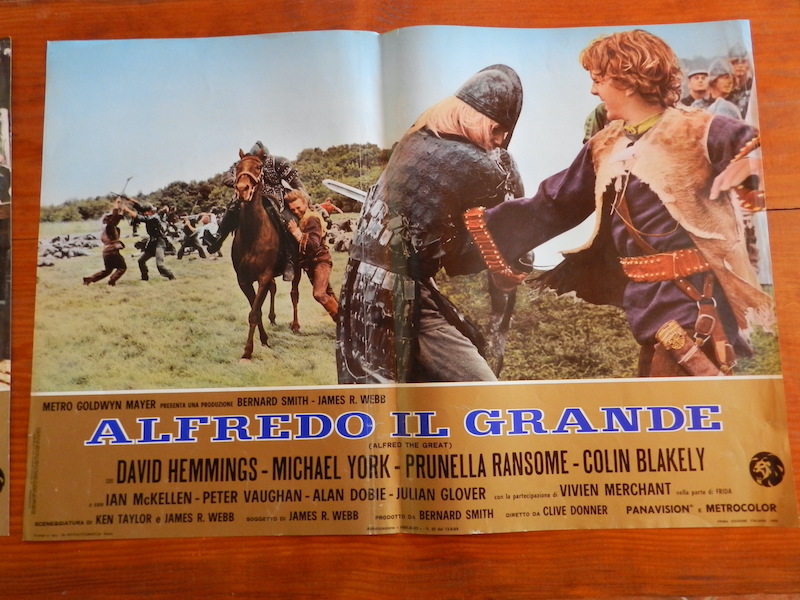 METRO GOLDWYN MAYER PRESENTA UNA PRODUZIONE BERNARD SMITH - JAMES R. WEBB
ALFREDO IL GRANDE
(ALFRED THE GREAT)
CON DAVID HEMMINGS - MICHAEL YORK - PRUNELLA RANSOME - COLIN BLAKELY
e con IAN McKELLEN - PETER VAUGHAN - ALAN DOBIE - JULIAN GLOVER con la partecipazione di VIVIEN MERCHANT nella parte di FRIDA
SCENEGGIATURA DI KEN TAYLOR e JAMES R. WEBB SOGGETTO DI JAMES R. WEBB PRODOTTO DA BERNARD SMITH DIRETTO DA CLIVE DONNER PANAVISION e METROCOLOR